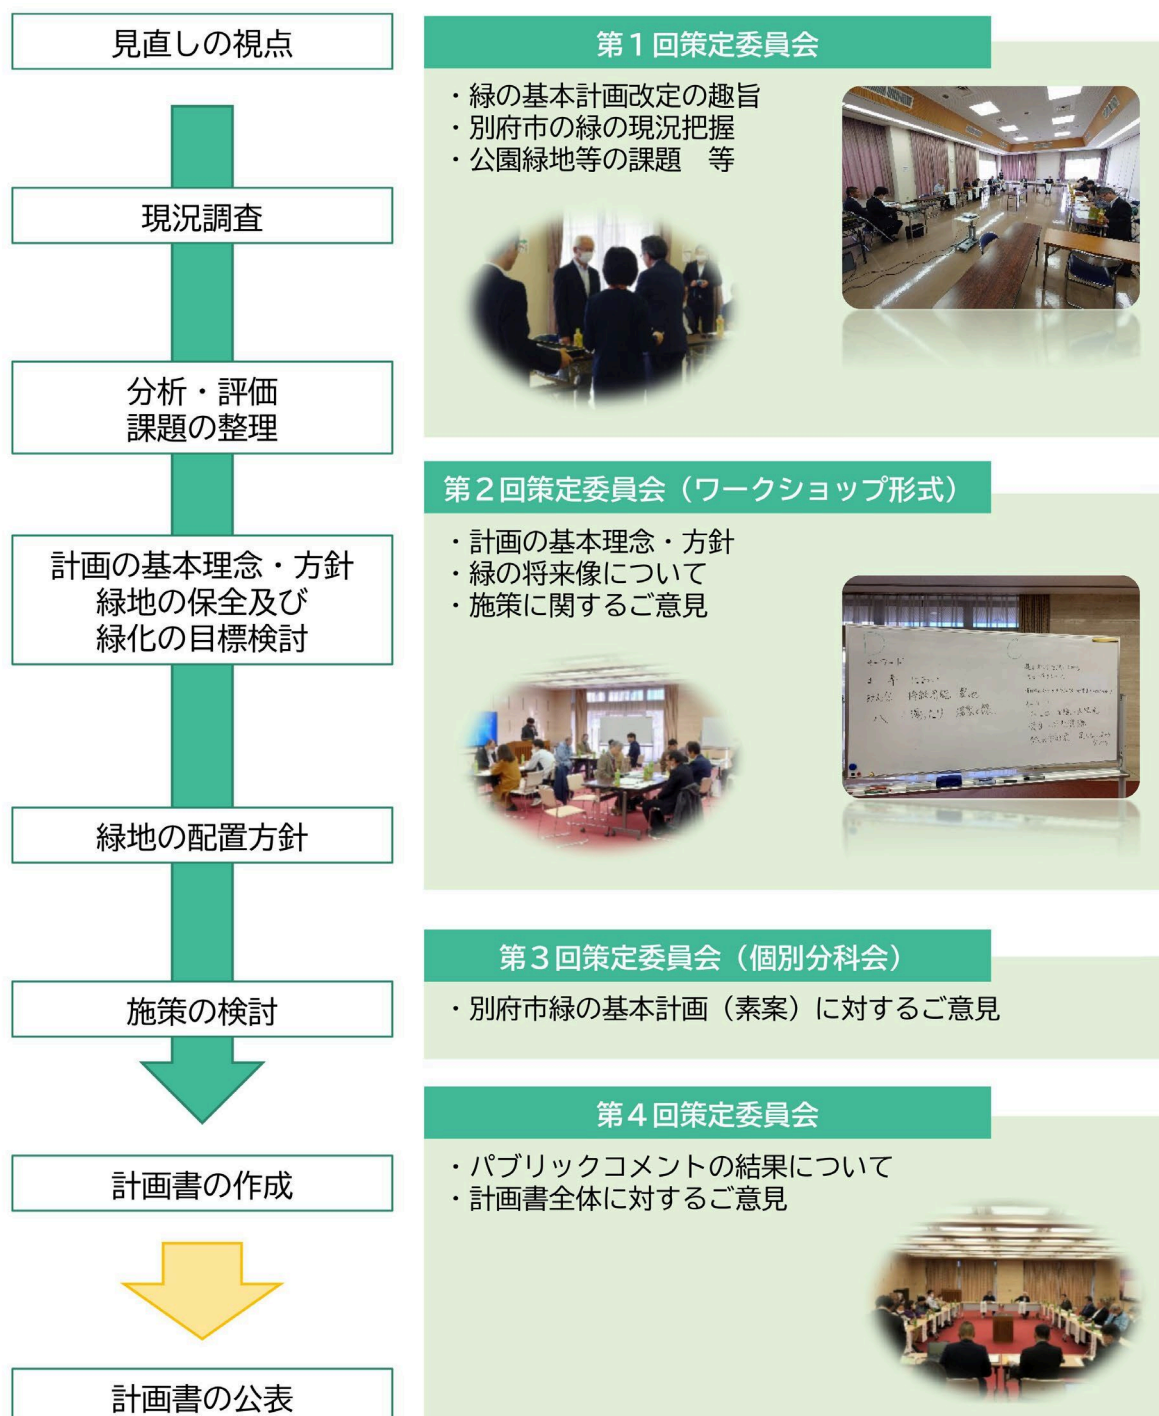 見直しの視点
現況調査
分析・評価
課題の整理
計画の基本理念・方針
緑地の保全及び
緑化の目標検討
緑地の配置方針
施策の検討
計画書の作成
計画書の公表
第1回策定委員会
・緑の基本計画改定の趣旨
・別府市の緑の現況把握
・公園緑地等の課題　等
第2回策定委員会（ワークショップ形式）
・計画の基本理念・方針
・緑の将来像について
・施策に関するご意見
D
C
キーワード
第3回策定委員会（個別分科会）
・別府市緑の基本計画（素案）に対するご意見
第4回策定委員会
・パブリックコメントの結果について
・計画書全体に対するご意見